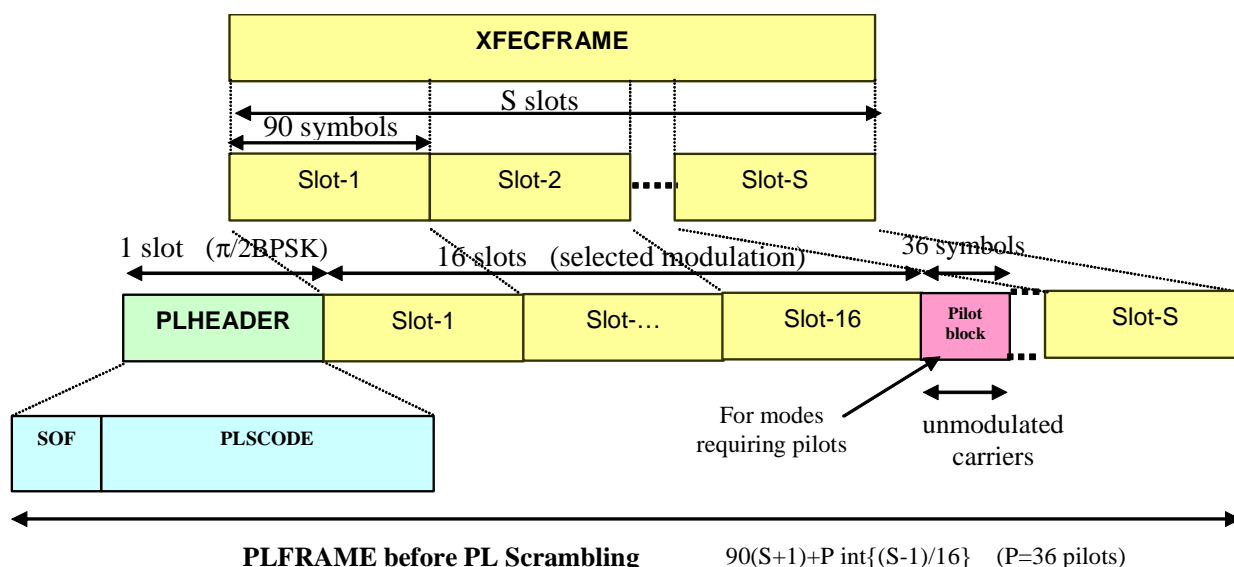 XFECFRAME
S slots
90 symbols
Slot-1
Slot-2
Slot-S
1 slot (π/2BPSK)
16 slots (selected modulation)
36 symbols
PLHEADER
Slot-1
Slot-…
Slot-16
Pilot
block
Slot-S
SOF
PLSCODE
For modes
requiring pilots
unmodulated
carriers
PLFRAME before PL Scrambling 90(S+1)+P int{(S-1)/16} (P=36 pilots)